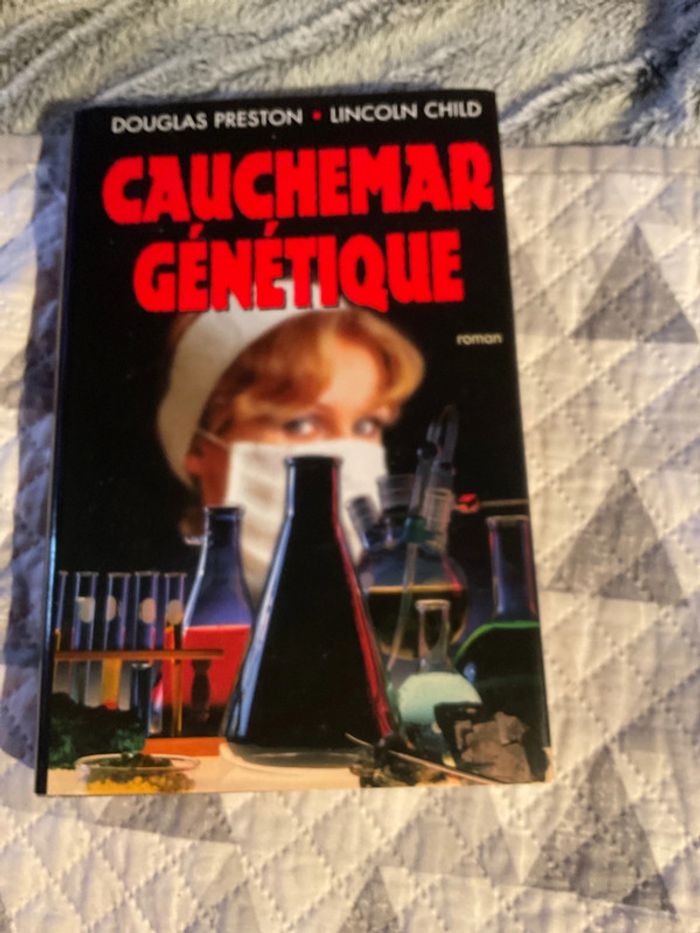 DOUGLAS PRESTON • LINCOLN CHILD
CAUCHEMAR
GÉNÉTIQUE
roman